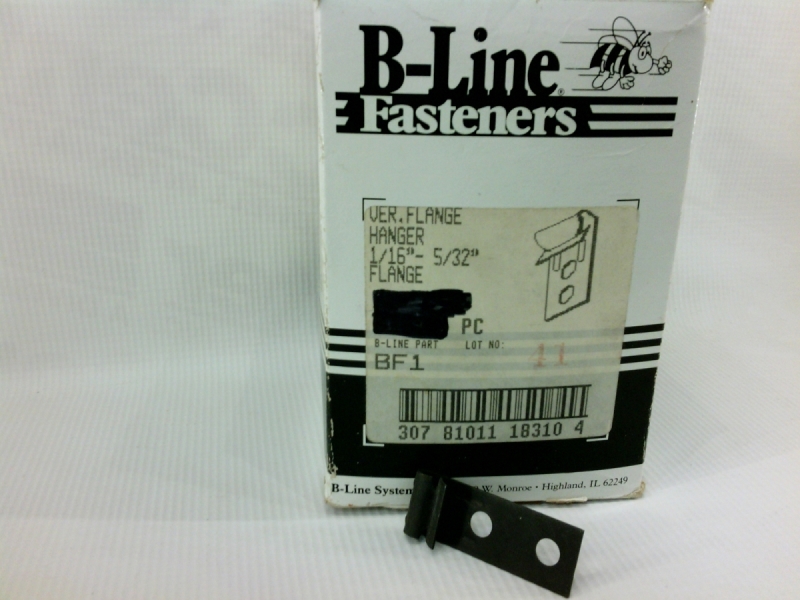 B-Line®
Fasteners
VER.FLANGE
HANGER
1/16"- 5/32"
FLANGE
PC
B-LINE PART LOT NO:
BF1 41
307 81011 18310 4
B-Line System W. Monroe • Highland, IL 62249